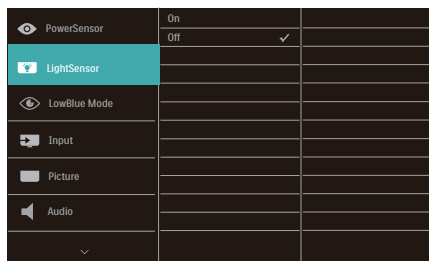 PowerSensor
On
Off
LightSensor
LowBlue Mode
Input
Picture
Audio